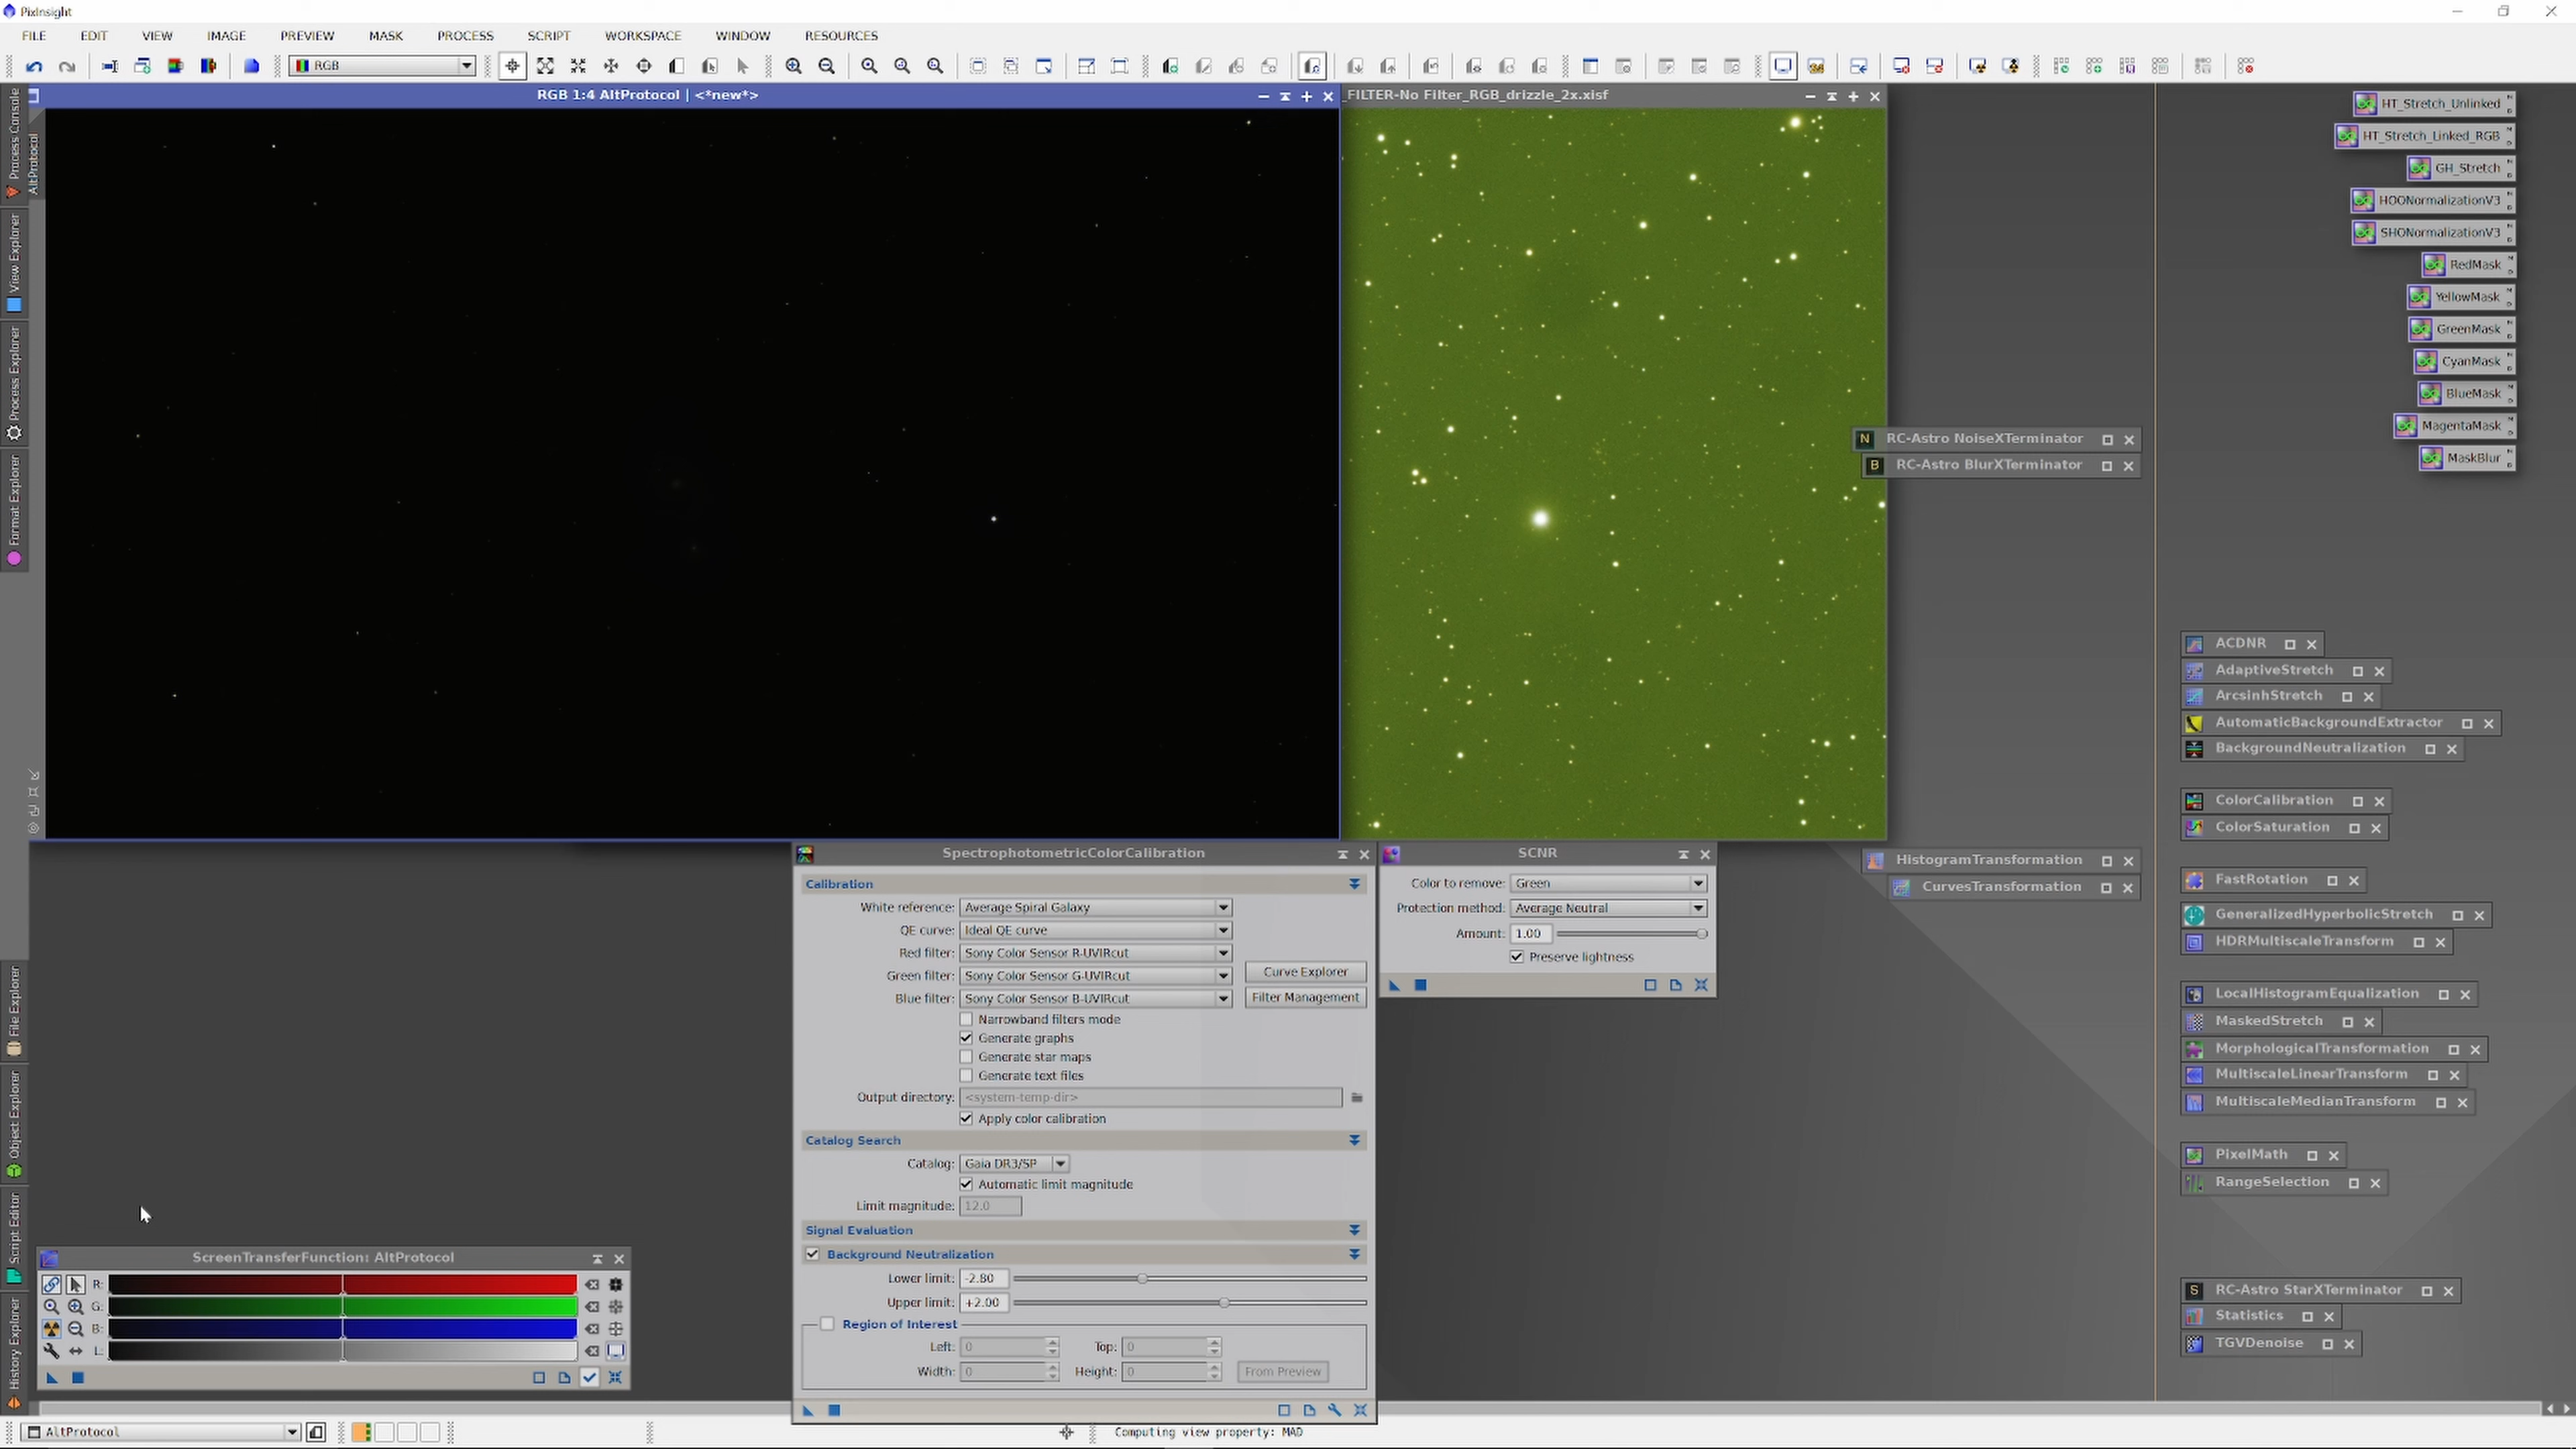 PixInsight
FILE EDIT VIEW IMAGE PREVIEW MASK PROCESS SCRIPT WORKSPACE WINDOW RESOURCES
RGB
RGB 1:4 AltProtocol | <*new*>
_FILTER-No Filter_RGB_drizzle_2x.xisf
Process Console
View Explorer
Process Explorer
Format Explorer
File Explorer
Object Explorer
Script Editor
History Explorer
AltProtocol
HT_Stretch_Unlinked
HT_Stretch_Linked_RGB
GH_Stretch
HOONormalizationV3
SHONormalizationV3
RedMask
YellowMask
GreenMask
CyanMask
BlueMask
MagentaMask
MaskBlur
N RC-Astro NoiseXTerminator
B RC-Astro BlurXTerminator
ACDNR
AdaptiveStretch
ArcsinhStretch
AutomaticBackgroundExtractor
BackgroundNeutralization
ColorCalibration
ColorSaturation
HistogramTransformation
CurvesTransformation
FastRotation
GeneralizedHyperbolicStretch
HDRMultiscaleTransform
LocalHistogramEqualization
MaskedStretch
MorphologicalTransformation
MultiscaleLinearTransform
MultiscaleMedianTransform
PixelMath
RangeSelection
S RC-Astro StarXTerminator
Statistics
TGVDenoise
SpectrophotometricColorCalibration
Calibration
White reference: Average Spiral Galaxy
QE curve: Ideal QE curve
Red filter: Sony Color Sensor R-UVIRcut
Green filter: Sony Color Sensor G-UVIRcut
Blue filter: Sony Color Sensor B-UVIRcut
Curve Explorer
Filter Management
Narrowband filters mode
Generate graphs
Generate star maps
Generate text files
Output directory: <system-temp-dir>
Apply color calibration
Catalog Search
Catalog: Gaia DR3/SP
Automatic limit magnitude
Limit magnitude: 12.0
Signal Evaluation
Background Neutralization
Lower limit: -2.80
Upper limit: +2.00
Region of Interest
Left: 0 Top: 0
Width: 0 Height: 0 From Preview
SCNR
Color to remove: Green
Protection method: Average Neutral
Amount: 1.00
Preserve lightness
ScreenTransferFunction: AltProtocol
R:
G:
B:
L:
AltProtocol
Computing view property: MAD